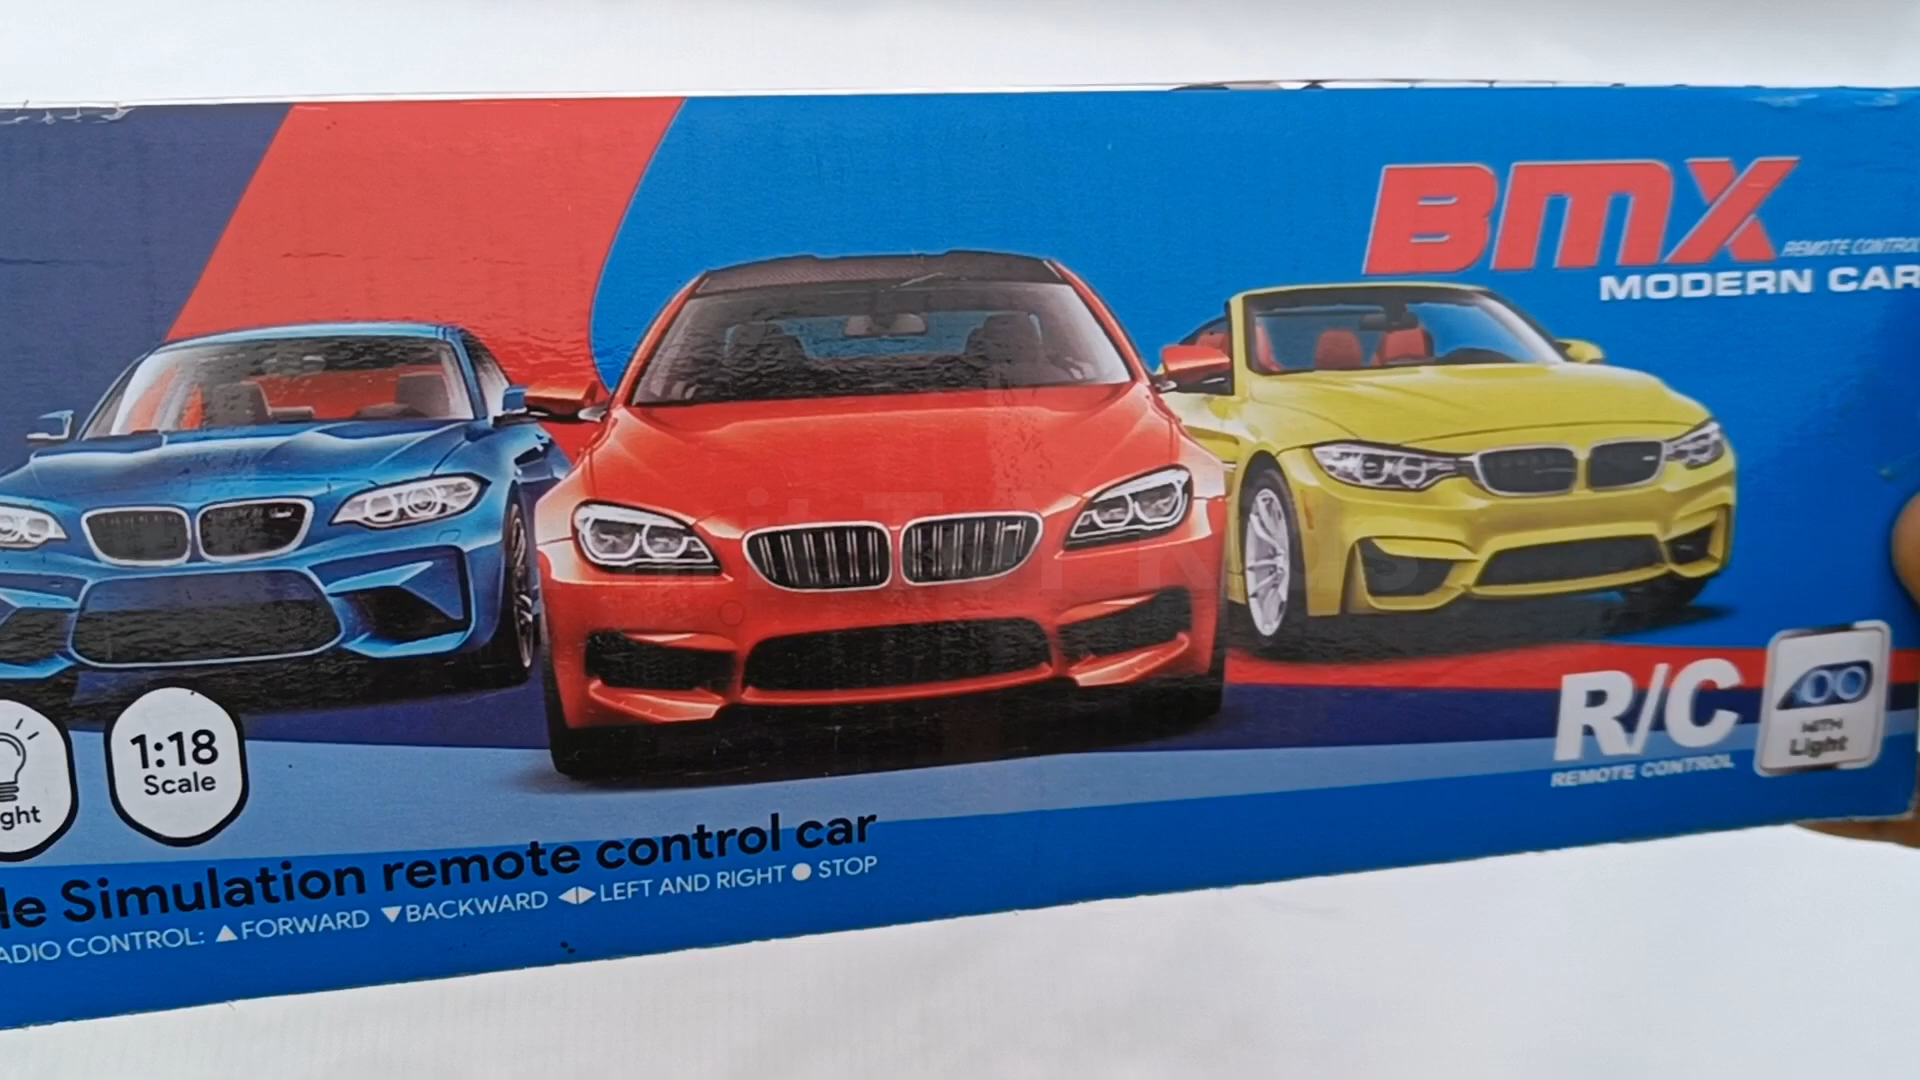 BMX
REMOTE CONTROL
MODERN CAR
R/C
REMOTE CONTROL
WITH
Light
ght
1:18
Scale
le Simulation remote control car
ADIO CONTROL: ▲FORWARD ▼BACKWARD ◀▶LEFT AND RIGHT ● STOP